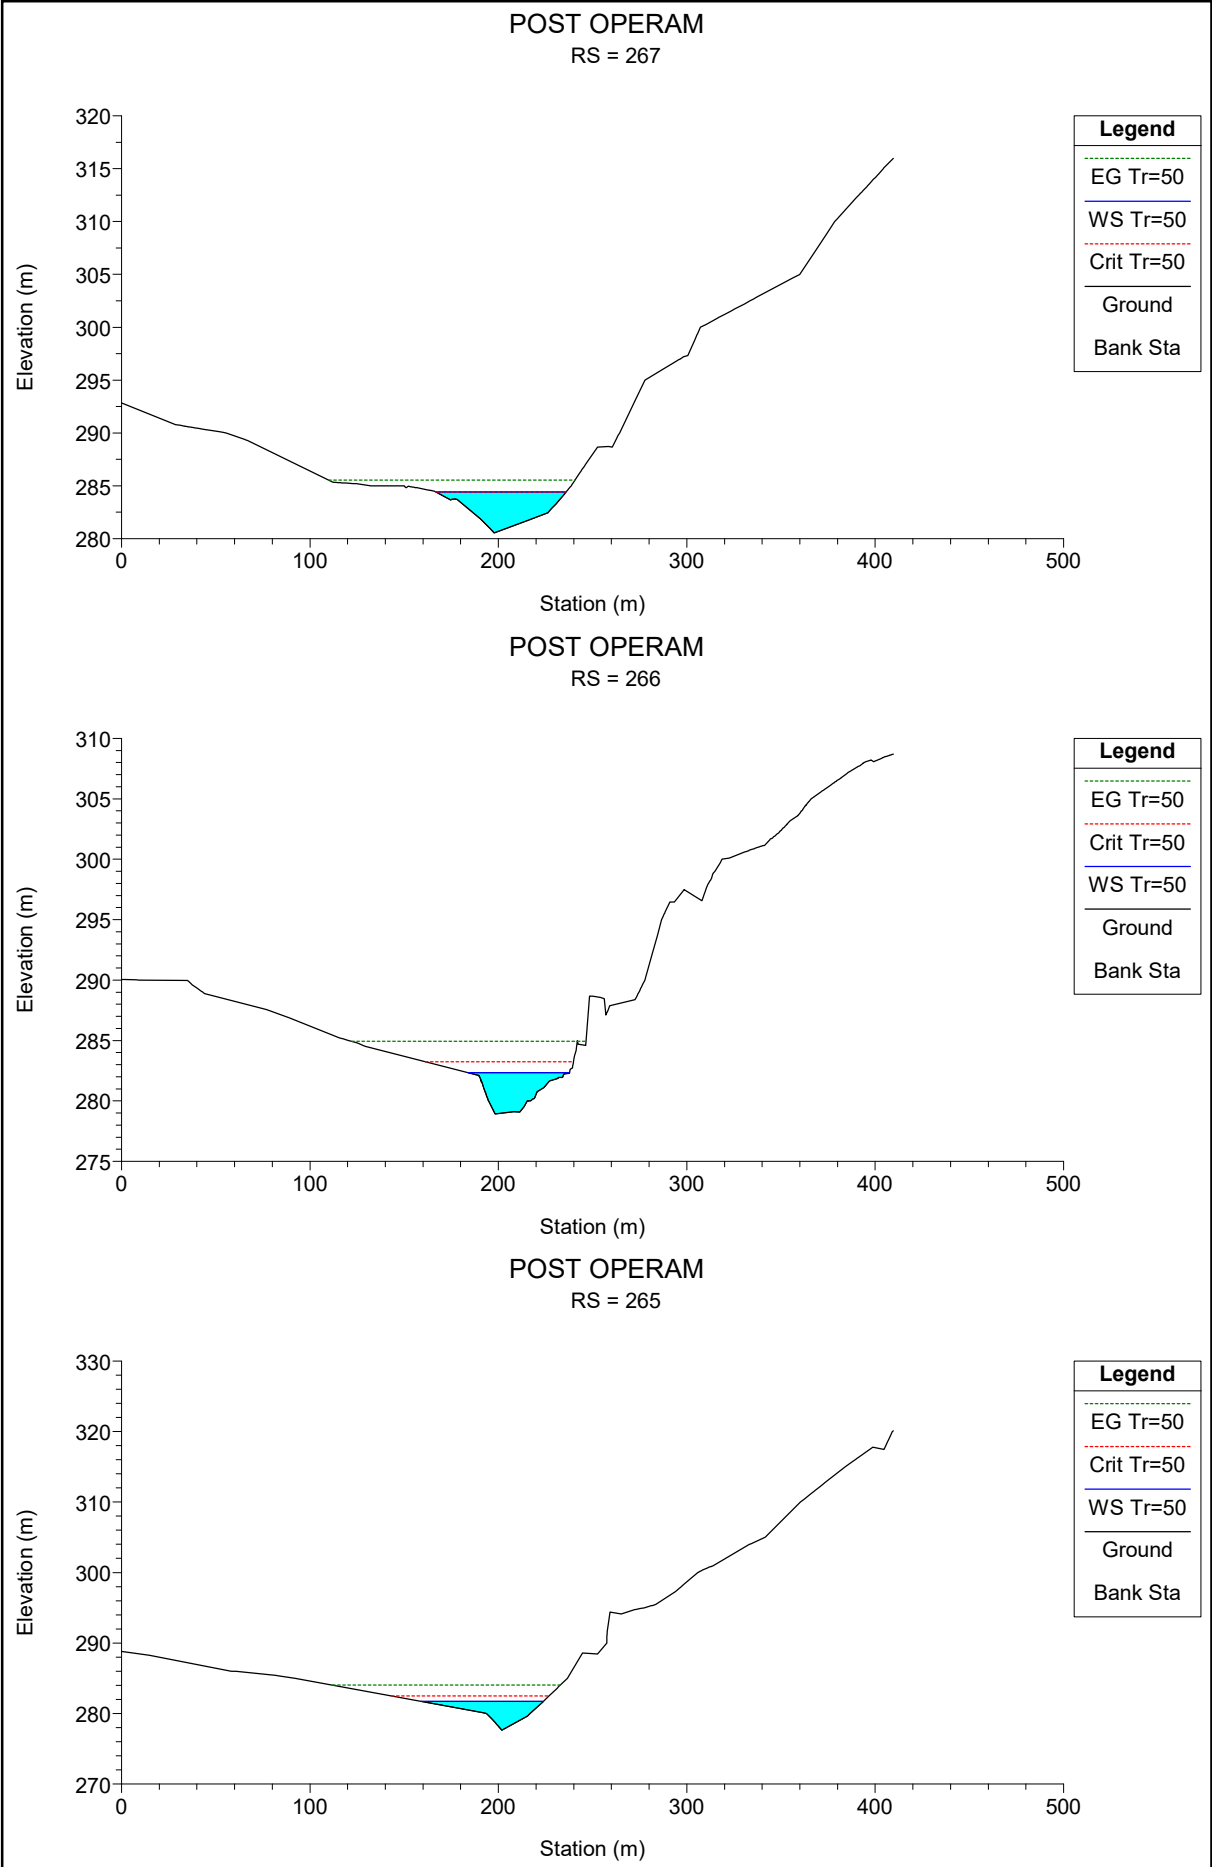 POST OPERAM
RS = 267
320
315
310
305
300
295
290
285
280
0 100 200 300 400 500
Elevation (m)
Station (m)
Legend
EG Tr=50
WS Tr=50
Crit Tr=50
Ground
Bank Sta
POST OPERAM
RS = 266
310
305
300
295
290
285
280
275
0 100 200 300 400 500
Elevation (m)
Station (m)
Legend
EG Tr=50
Crit Tr=50
WS Tr=50
Ground
Bank Sta
POST OPERAM
RS = 265
330
320
310
300
290
280
270
0 100 200 300 400 500
Elevation (m)
Station (m)
Legend
EG Tr=50
Crit Tr=50
WS Tr=50
Ground
Bank Sta